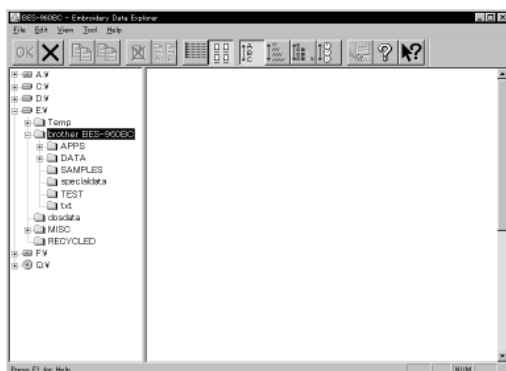 BES-960BC - Embroidery Data Explorer
File Edit View Tool Help
OK
A:¥
C:¥
D:¥
E:¥
Temp
brother BES-960BC
APPS
DATA
SAMPLES
specialdata
TEST
txt
dosdata
MISC
RECYCLED
F:¥
Q:¥
Press F1 for Help
NUM